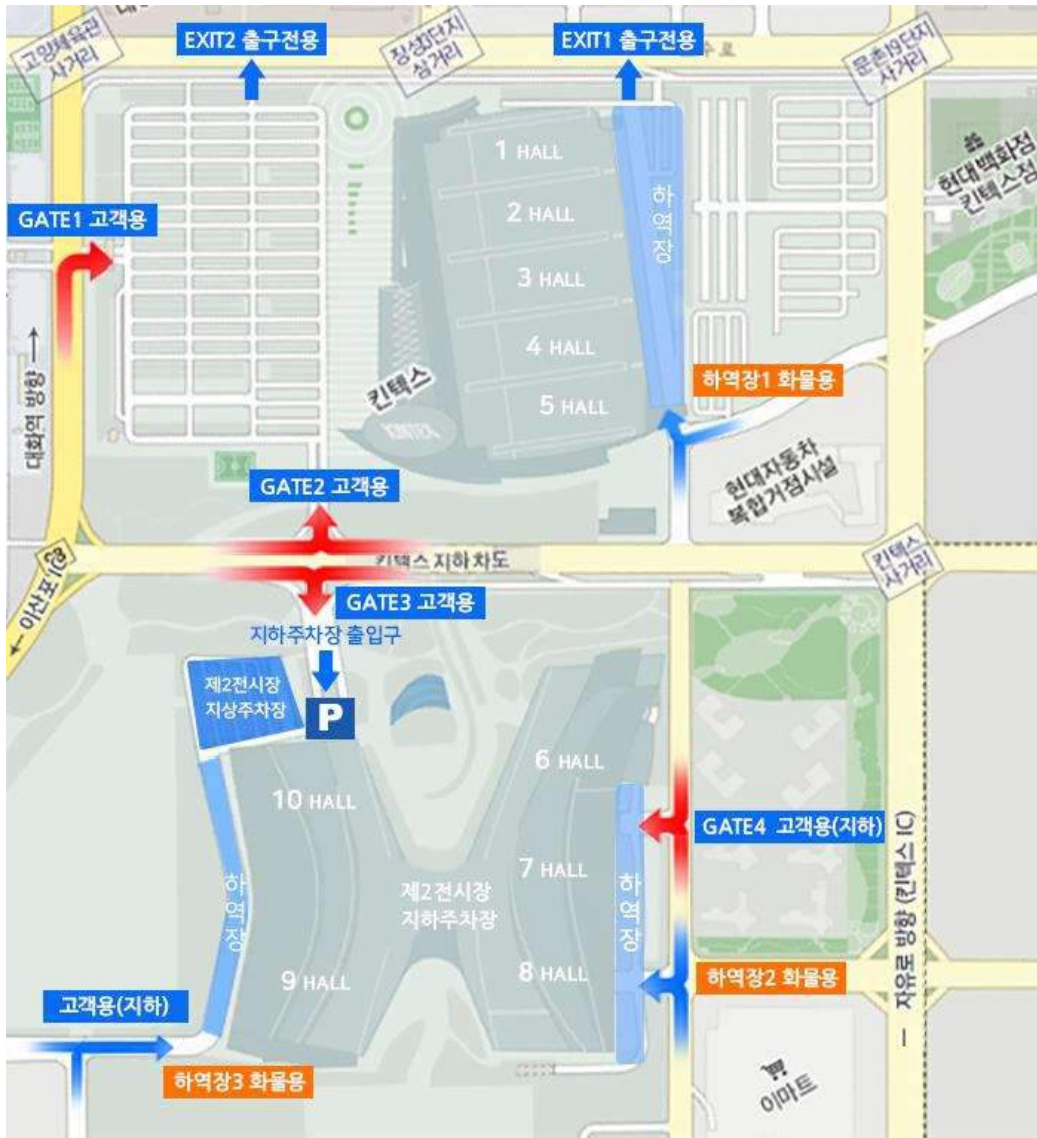 고양체육관
사거리
EXIT2 출구전용
장성3단지
삼거리
EXIT1 출구전용
수로
문촌19단지
사거리
현대백화점
킨텍스점
GATE1 고객용
1 HALL
2 HALL
3 HALL
4 HALL
5 HALL
하역장
하역장1 화물용
대화역 방향 →
킨텍스
KINTEX
현대자동차
복합거점시설
GATE2 고객용
킨텍스 지하차도
킨텍스
사거리
← 이산포IC
GATE3 고객용
지하주차장 출입구
P
제2전시장
지상주차장
6 HALL
10 HALL
GATE4 고객용(지하)
7 HALL
제2전시장
지하주차장
하역장
하역장
8 HALL
9 HALL
하역장2 화물용
자유로 방향 (킨텍스 IC)
고객용(지하)
하역장3 화물용
이마트